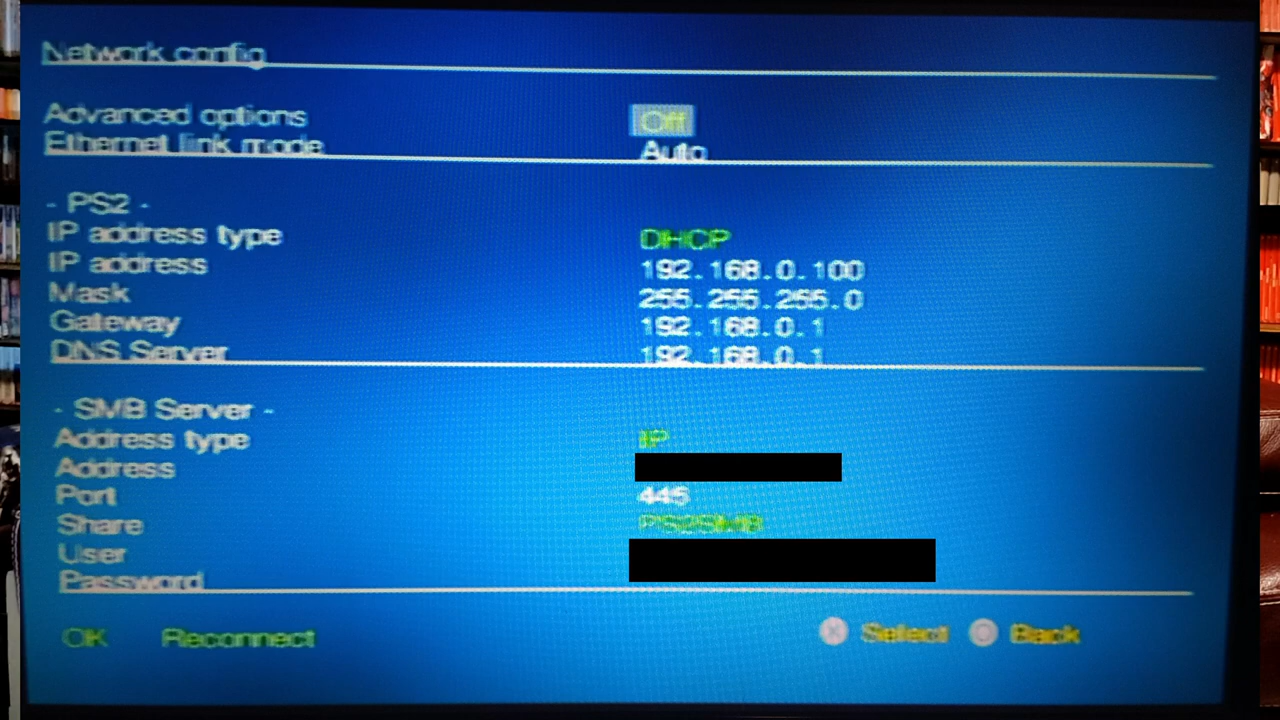 Network config
Advanced options Off
Ethernet link mode Auto
- PS2 -
IP address type DHCP
IP address 192.168.0.100
Mask 255.255.255.0
Gateway 192.168.0.1
DNS Server 192.168.0.1
- SMB Server -
Address type IP
Address
Port 445
Share PS2SMB
User
Password
OK Reconnect X Select O Back